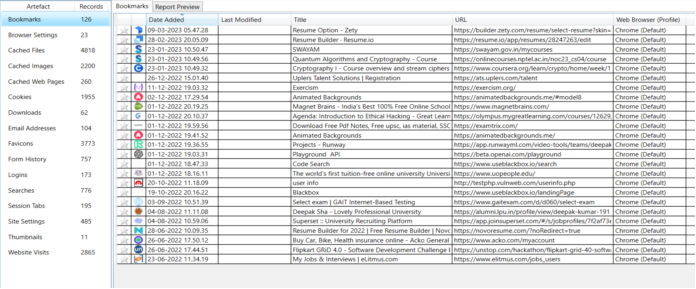 Artefact Records
Bookmarks 126
Browser Settings 23
Cached Files 4818
Cached Images 2200
Cached Web Pages 260
Cookies 1955
Downloads 62
Email Addresses 104
Favicons 3773
Form History 757
Logins 173
Searches 776
Session Tabs 195
Site Settings 485
Thumbnails 11
Website Visits 2865
Bookmarks Report Preview
Date Added Last Modified Title URL Web Browser (Profile)
09-03-2023 05.47.28 Resume Option - Zety https://builder.zety.com/resume/select-resume?skin= Chrome (Default)
28-02-2023 20.05.09 Resume Builder · Resume.io https://resume.io/app/resumes/28247263/edit Chrome (Default)
23-01-2023 10.50.47 SWAYAM https://swayam.gov.in/mycourses Chrome (Default)
23-01-2023 10.49.56 Quantum Algorithms and Cryptography - Course https://onlinecourses.nptel.ac.in/noc23_cs04/course Chrome (Default)
23-01-2023 10.49.32 Cryptography I - Course overview and stream ciphers https://www.coursera.org/learn/crypto/home/week/1 Chrome (Default)
26-12-2022 15.01.40 Uplers Talent Solutions | Registration https://ats.uplers.com/talent Chrome (Default)
11-12-2022 19.03.32 Exercism https://exercism.org/ Chrome (Default)
02-12-2022 17.29.54 Animated Backgrounds https://animatedbackgrounds.me/#model8 Chrome (Default)
01-12-2022 20.19.25 Magnet Brains - India's Best 100% Free Online School https://www.magnetbrains.com/ Chrome (Default)
01-12-2022 20.10.37 Agenda: Introduction to Ethical Hacking - Great Learn https://olympus.mygreatlearning.com/courses/12629 Chrome (Default)
01-12-2022 19.59.56 Download Free Pdf Notes, Free upsc, ias material, SSC https://examtrix.com/ Chrome (Default)
01-12-2022 19.41.52 Animated Backgrounds https://animatedbackgrounds.me/ Chrome (Default)
01-12-2022 19.36.55 Projects - Runway https://app.runwayml.com/video-tools/teams/deepak Chrome (Default)
01-12-2022 19.03.31 Playground API https://beta.openai.com/playground Chrome (Default)
01-12-2022 18.47.33 Code Search https://www.useblackbox.io/search Chrome (Default)
01-12-2022 18.16.11 The world's first tuition-free online university Universi https://www.uopeople.edu/ Chrome (Default)
20-10-2022 11.18.09 user info http://testphp.vulnweb.com/userinfo.php Chrome (Default)
19-10-2022 20.16.22 Blackbox https://www.useblackbox.io/landingPage Chrome (Default)
03-09-2022 10.51.39 Select exam | GAIT Internet-Based Testing https://www.gaitexam.com/d/d060/select-exam Chrome (Default)
04-08-2022 11.11.08 Deepak Sha - Lovely Professional University https://alumni.lpu.in/profile/view/deepak-kumar-191 Chrome (Default)
04-08-2022 10.59.06 Superset :: University Recruiting Platform https://app.joinsuperset.com/#/s/jobprofiles/7f2af73e Chrome (Default)
28-06-2022 10.09.35 Resume Builder for 2022 | Free Resume Builder | Novo https://novoresume.com/?noRedirect=true Chrome (Default)
26-06-2022 17.50.12 Buy Car, Bike, Health insurance online - Acko General https://www.acko.com/myaccount Chrome (Default)
26-06-2022 17.44.51 Flipkart GRiD 4.0 - Software Development Challenge https://unstop.com/hackathon/flipkart-grid-40-softw Chrome (Default)
23-06-2022 11.34.19 My Jobs & Interviews | eLitmus.com https://www.elitmus.com/jobs_users Chrome (Default)